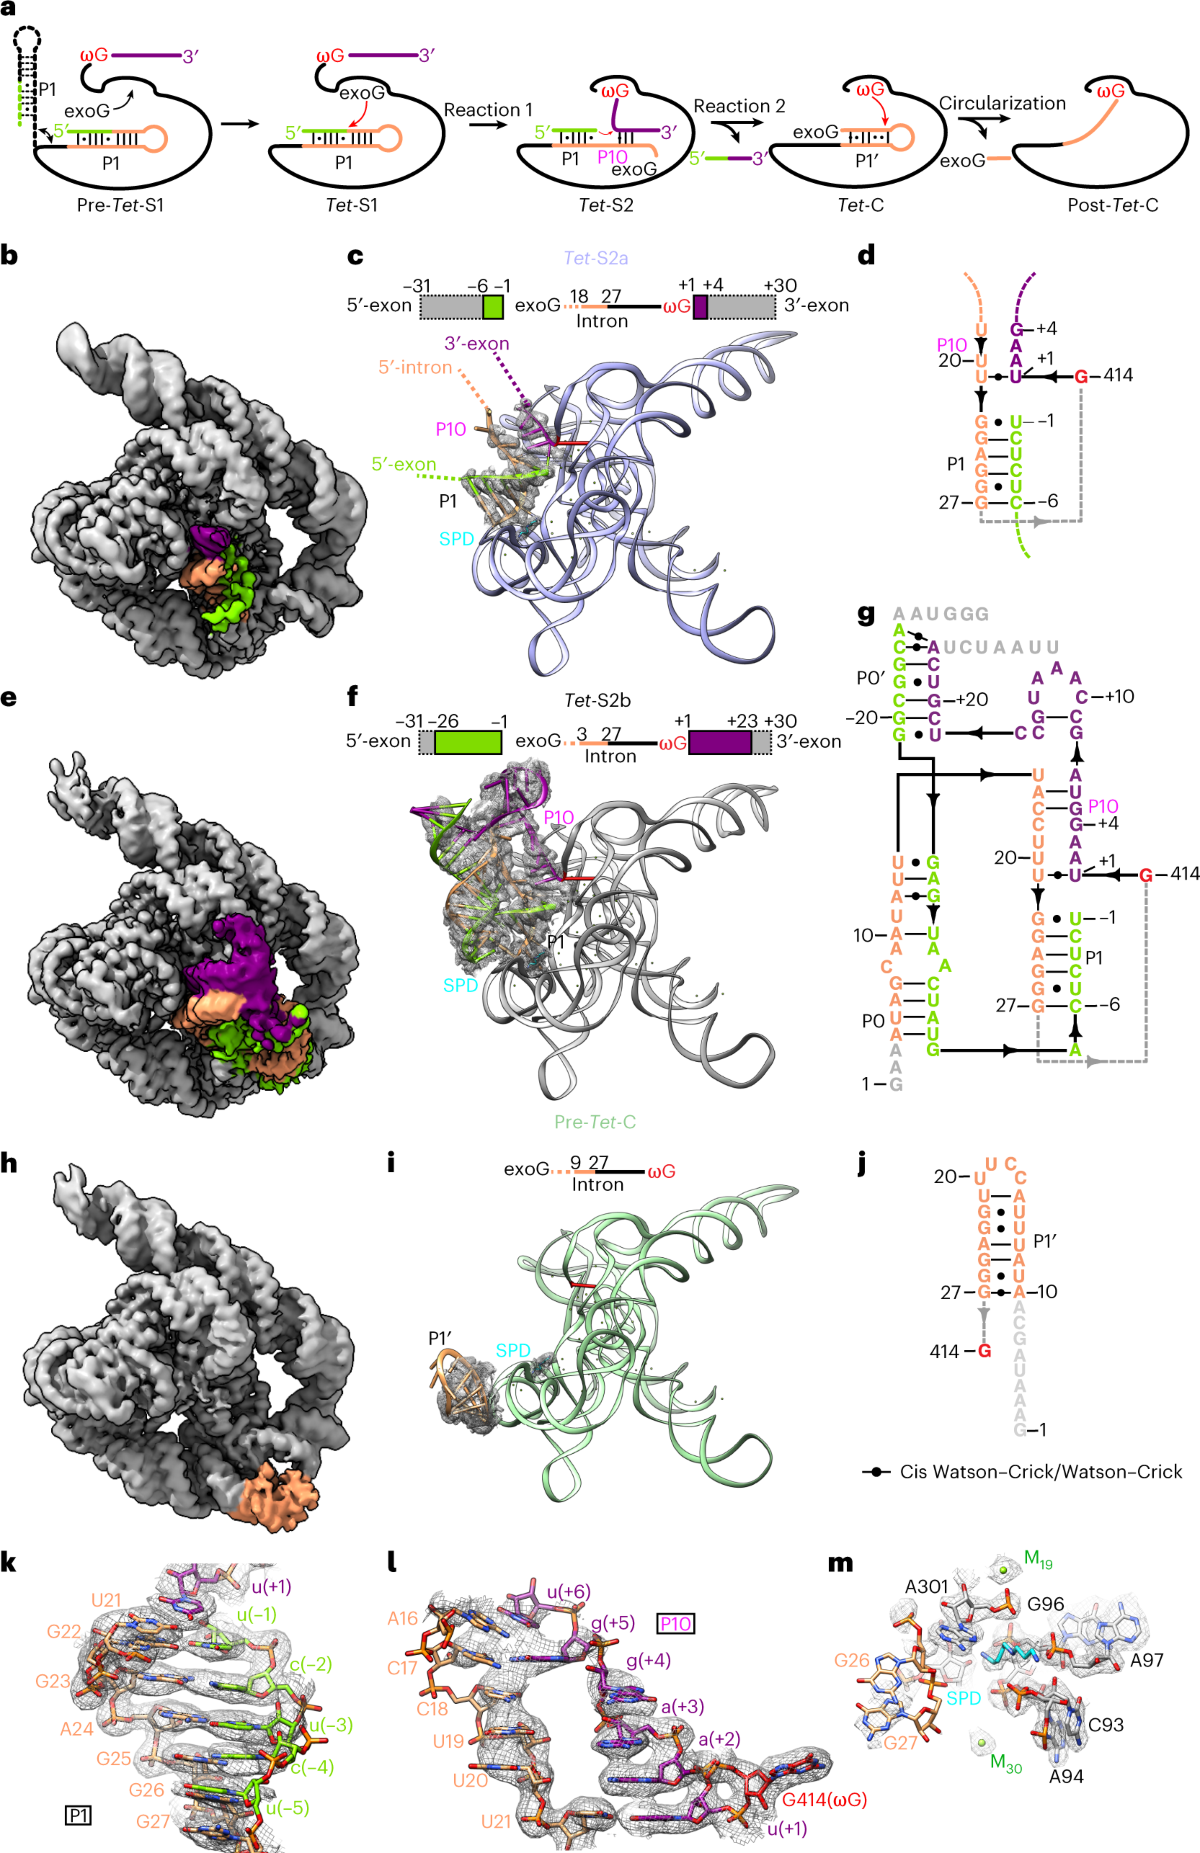 a
ωG 3′ ωG 3′ ωG ωG ωG
P1 exoG exoG Reaction 1 Reaction 2 Circularization
5′ 5′ 5′ 3′ exoG
P1 P1 P1 P10 5′ 3′ P1′ exoG
exoG
Pre-Tet-S1 Tet-S1 Tet-S2 Tet-C Post-Tet-C
b
c
Tet-S2a
−31 −6 −1 18 27 +1 +4 +30
5′-exon exoG ωG 3′-exon
Intron
3′-exon
5′-intron
P10
5′-exon
P1
SPD
d
U G +4
P10 U A
20 U A +1
U U G 414
G U −1
G C
A U
P1 G C
G U
27 G C −6
e
f
Tet-S2b
−31 −26 −1 3 27 +1 +23 +30
5′-exon exoG ωG 3′-exon
Intron
P10
P1
SPD
g
A A U G G G
A
C A U C U A A U U
G C A
P0′ G U A A
C G +20 U C +10
−20 G C G C
G U C G
U A
A U P10
C G
C G +4
U A
U G 20 U A +1
U A U U G 414
A G G U −1
U G C
10 A U A U
A A G C P1
C G U
G C 27 G C −6
A U
P0 U A
A U
A G A
A
1 G
h
i
Pre-Tet-C
exoG 9 27 ωG
Intron
P1′
SPD
j
U C
20 U C
U A
G U
G U
A U P1′
G A
G U
27 G A 10
A
C
G
414 G A
U
A
A
A
G 1
Cis Watson–Crick/Watson–Crick
k
u(+1)
U21
u(−1)
G22
c(−2)
G23
A24
u(−3)
G25
c(−4)
G26
u(−5)
P1
G27
l
u(+6)
A16
g(+5)
P10
C17
g(+4)
C18
a(+3)
U19
a(+2)
U20
G414(ωG)
U21
u(+1)
m
M19
A301
G96
G26
A97
SPD
G27
C93
M30
A94